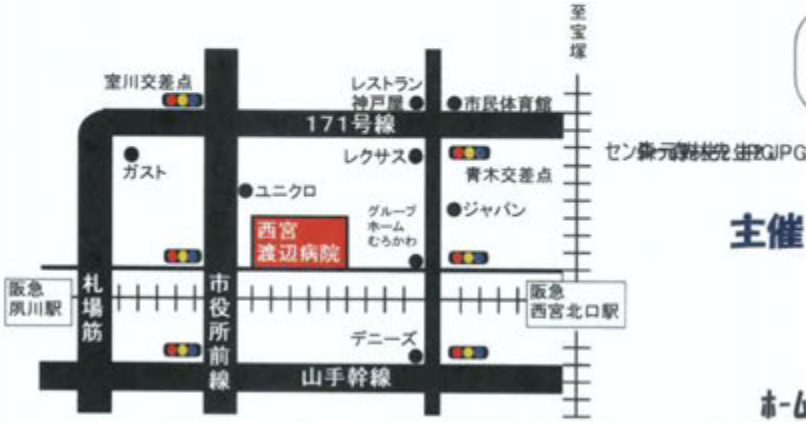 至宝塚
室川交差点
レストラン
神戸屋
市民体育館
171号線
ガスト
レクサス
青木交差点
ユニクロ
グループ
ホーム
むろかわ
ジャパン
西宮
渡辺病院
主催
阪急
夙川駅
札場筋
市役所前線
阪急
西宮北口駅
デニーズ
山手幹線
ホーム